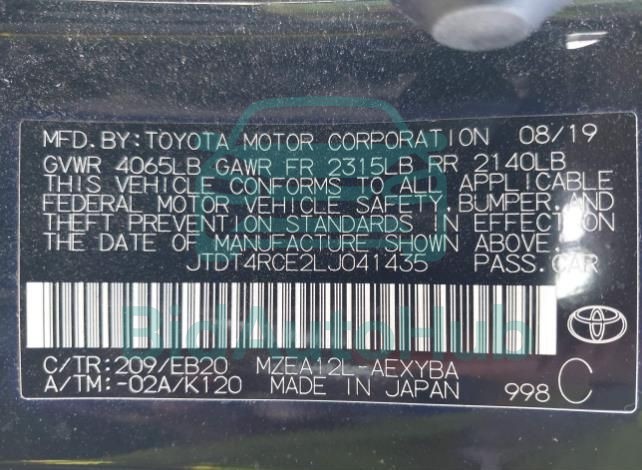 MFD.BY:TOYOTA MOTOR CORPORATION 08/19
GVWR 4065LB GAWR FR 2315LB RR 2140LB
THIS VEHICLE CONFORMS TO ALL APPLICABLE
FEDERAL MOTOR VEHICLE SAFETY,BUMPER,AND
THEFT PREVENTION STANDARDS IN EFFECT ON
THE DATE OF MANUFACTURE SHOWN ABOVE.
JTDT4RCE2LJ041435 PASS.CAR
BidAutoHub
C/TR:209/EB20 MZEA12L-AEXYBA
A/TM:-02A/K120 MADE IN JAPAN 998 C